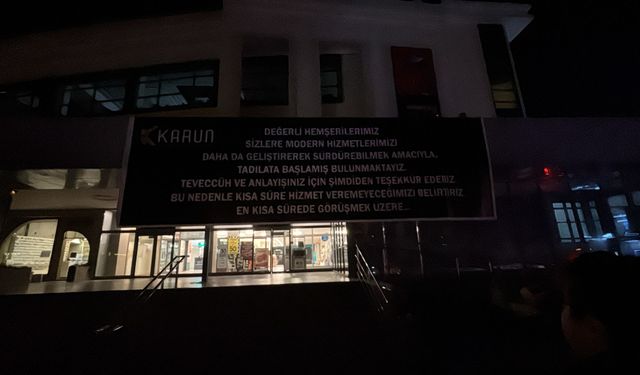 KARUN
DEĞERLİ HEMŞERİLERİMİZ
SİZLERE MODERN HİZMETLERİMİZİ
DAHA DA GELİŞTİREREK SÜRDÜREBİLMEK AMACIYLA,
TADİLATA BAŞLAMIŞ BULUNMAKTAYIZ.
TEVECCÜH VE ANLAYIŞINIZ İÇİN ŞİMDİDEN TEŞEKKÜR EDERİZ
BU NEDENLE KISA SÜRE HİZMET VEREMEYECEĞİMİZİ BELİRTİRİZ
EN KISA SÜREDE GÖRÜŞMEK ÜZERE...